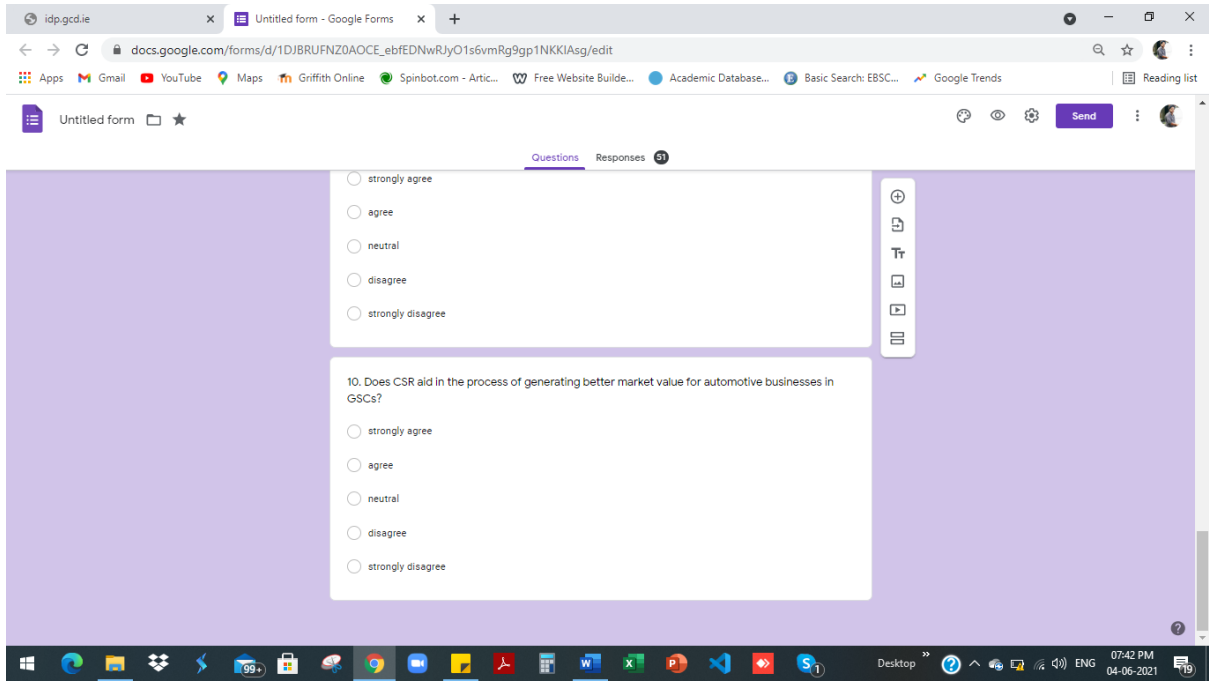 idp.gcd.ie
Untitled form - Google Forms
docs.google.com/forms/d/1DJBRUFNZ0AOCE_ebfEDNwRJyO1s6vmRg9gp1NKKlAsg/edit
Apps Gmail YouTube Maps Griffith Online Spinbot.com - Artic... Free Website Builde... Academic Database... Basic Search: EBSC... Google Trends Reading list
Untitled form Send
Questions Responses 51
strongly agree
agree
neutral
disagree
strongly disagree
10. Does CSR aid in the process of generating better market value for automotive businesses in
GSCs?
strongly agree
agree
neutral
disagree
strongly disagree
99+ Desktop ENG 07:42 PM
04-06-2021 19